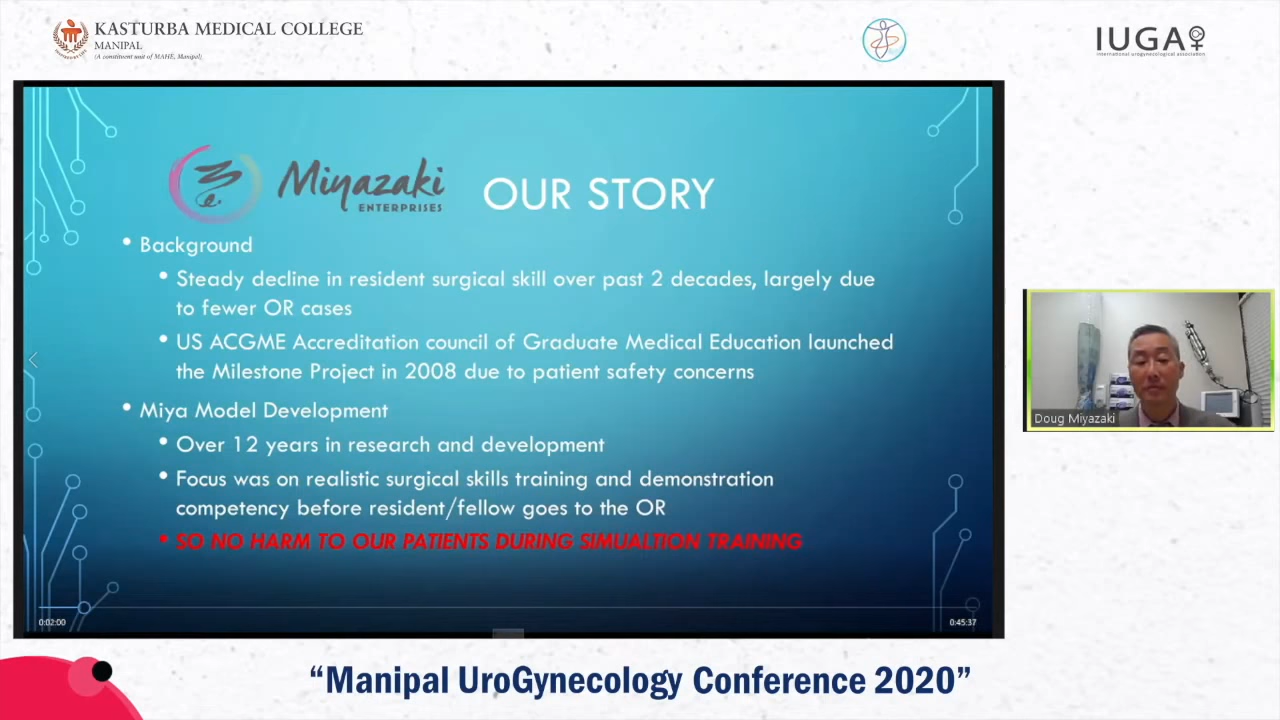 KASTURBA MEDICAL COLLEGE
MANIPAL
(A constituent unit of MAHE, Manipal)
IUGA
international urogynecological association
Miyazaki
ENTERPRISES
OUR STORY
• Background
• Steady decline in resident surgical skill over past 2 decades, largely due
to fewer OR cases
• US ACGME Accreditation council of Graduate Medical Education launched
the Milestone Project in 2008 due to patient safety concerns
• Miya Model Development
• Over 12 years in research and development
• Focus was on realistic surgical skills training and demonstration
competency before resident/fellow goes to the OR
• SO NO HARM TO OUR PATIENTS DURING SIMUALTION TRAINING
0:02:00
0:45:37
Doug Miyazaki
“Manipal UroGynecology Conference 2020”